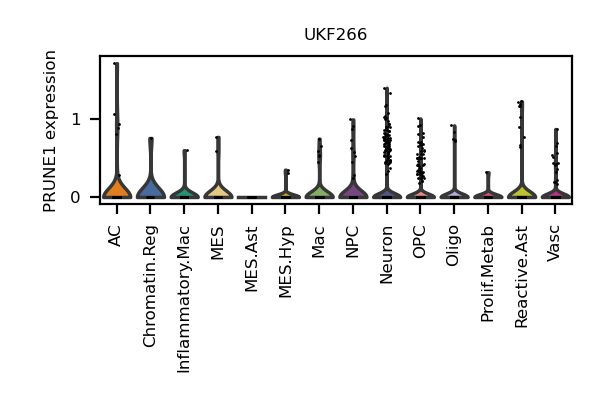 UKF266
PRUNE1 expression
1
0
AC
Chromatin.Reg
Inflammatory.Mac
MES
MES.Ast
MES.Hyp
Mac
NPC
Neuron
OPC
Oligo
Prolif.Metab
Reactive.Ast
Vasc